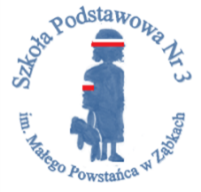 Szkoła Podstawowa Nr 3
im. Małego Powstańca w Ząbkach